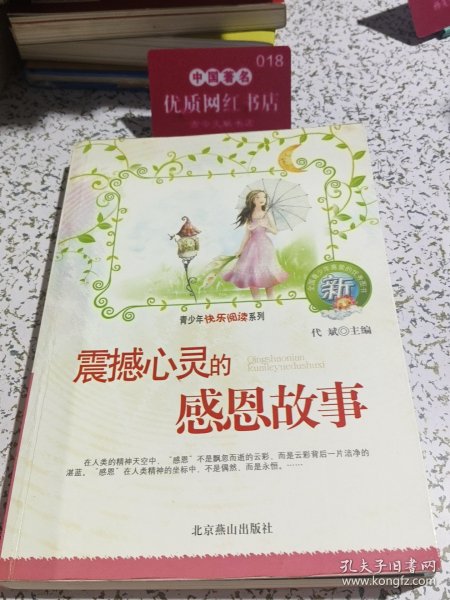 018
中国著名
优质网红书店
新
青少年快乐阅读系列
代 斌◎主编
Qingshaonian
kuaileyuedushuxi
震撼心灵的
感恩故事
在人类的精神天空中，“感恩”不是飘忽而逝的云彩，而是云彩背后一片洁净的
湛蓝。“感恩”在人类精神的坐标中，不是偶然，而是永恒。……
北京燕山出版社
孔夫子旧书网
www.kongfz.com